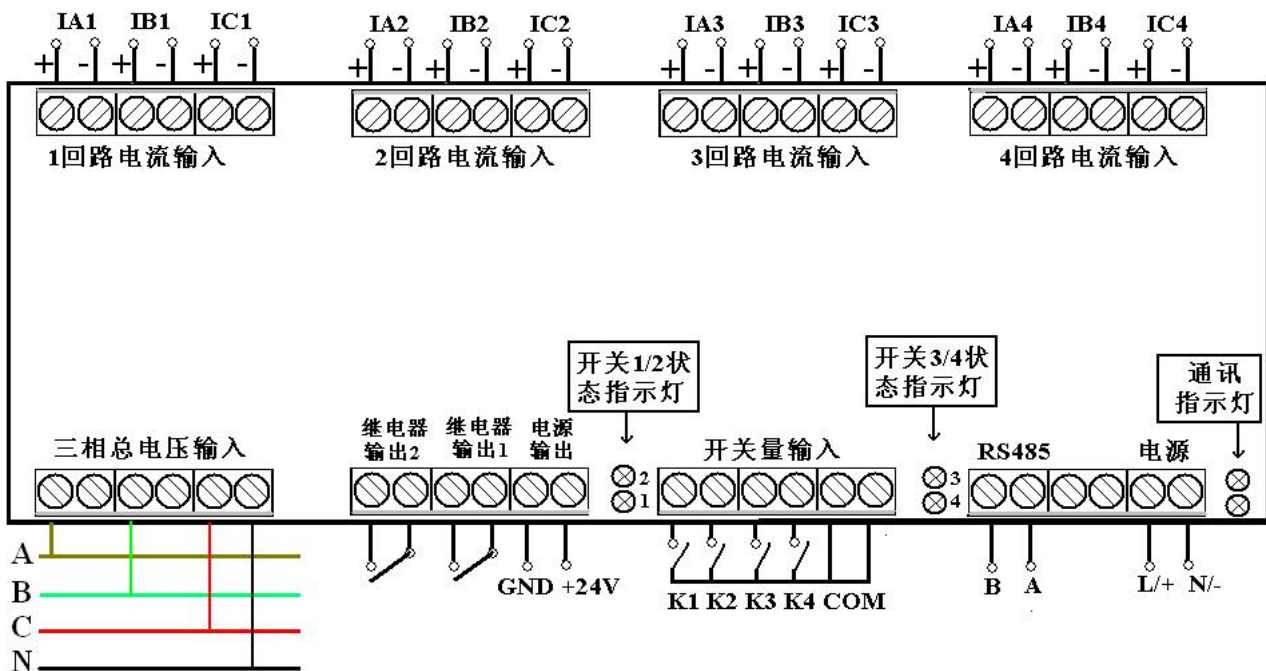 IA1 IB1 IC1 IA2 IB2 IC2 IA3 IB3 IC3 IA4 IB4 IC4
+ - + - + - + - + - + - + - + - + - + - + - + -
1回路电流输入 2回路电流输入 3回路电流输入 4回路电流输入
开关1/2状
态指示灯
开关3/4状
态指示灯
通讯
指示灯
三相总电压输入
继电器
输出2
继电器
输出1
电源
输出
2
1
开关量输入
3
4
RS485
电源
A
B
C
N
GND +24V
K1 K2 K3 K4 COM
B A
L/+ N/-